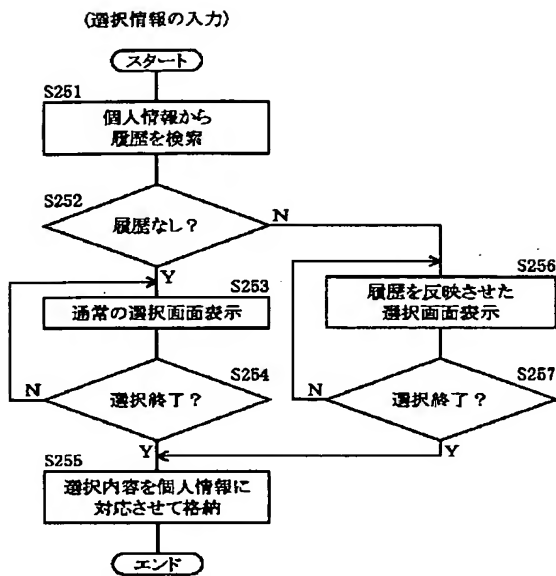 (選択情報の入力)
スタート
S251
個人情報から
履歴を検索
S252
履歴なし?
N
Y
S253
通常の選択画面表示
S256
履歴を反映させた
選択画面表示
S254
選択終了?
N
Y
S257
選択終了?
N
Y
S255
選択内容を個人情報に
対応させて格納
エンド